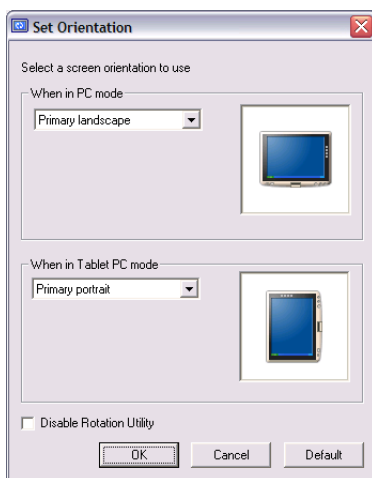 Set Orientation
Select a screen orientation to use
When in PC mode
Primary landscape
When in Tablet PC mode
Primary portrait
Disable Rotation Utility
OK Cancel Default